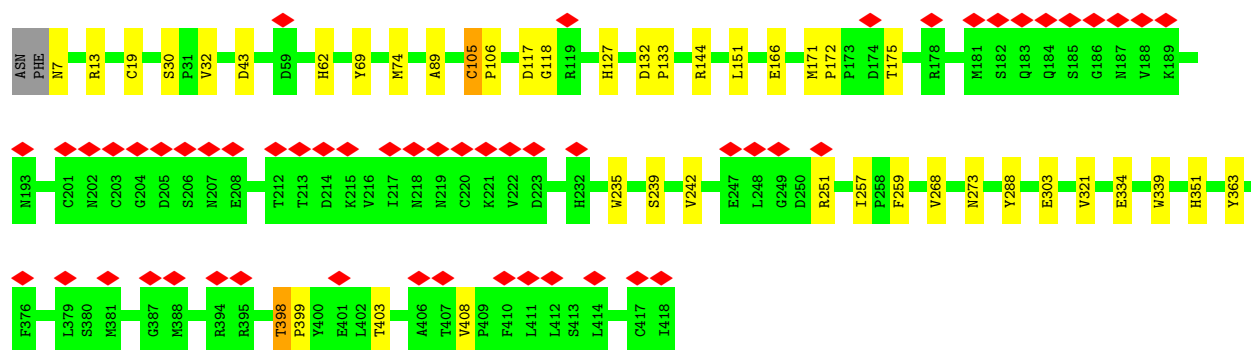 ASN PHE N7 R13 C19 S30 P31 V32 D43 D59 H62 Y69 M74 A89 C105 P106 D117 G118 R119 H127 D132 P133 R144 L151 E166 M171 P172 P173 D174 T175 R178 M181 S182 Q183 Q184 S185 G186 N187 V188 K189
N193 C201 N202 C203 G204 D205 S206 N207 E208 T212 T213 D214 K215 V216 I217 N218 N219 C220 K221 V222 D223 H232 W235 S239 V242 E247 L248 G249 D250 R251 I257 P258 F259 V268 N273 Y288 E303 V321 E334 W339 H351 Y363
F376 L379 S380 M381 G387 M388 R394 R395 T398 P399 Y400 E401 L402 T403 A406 T407 V408 P409 F410 L411 L412 S413 L414 C417 I418